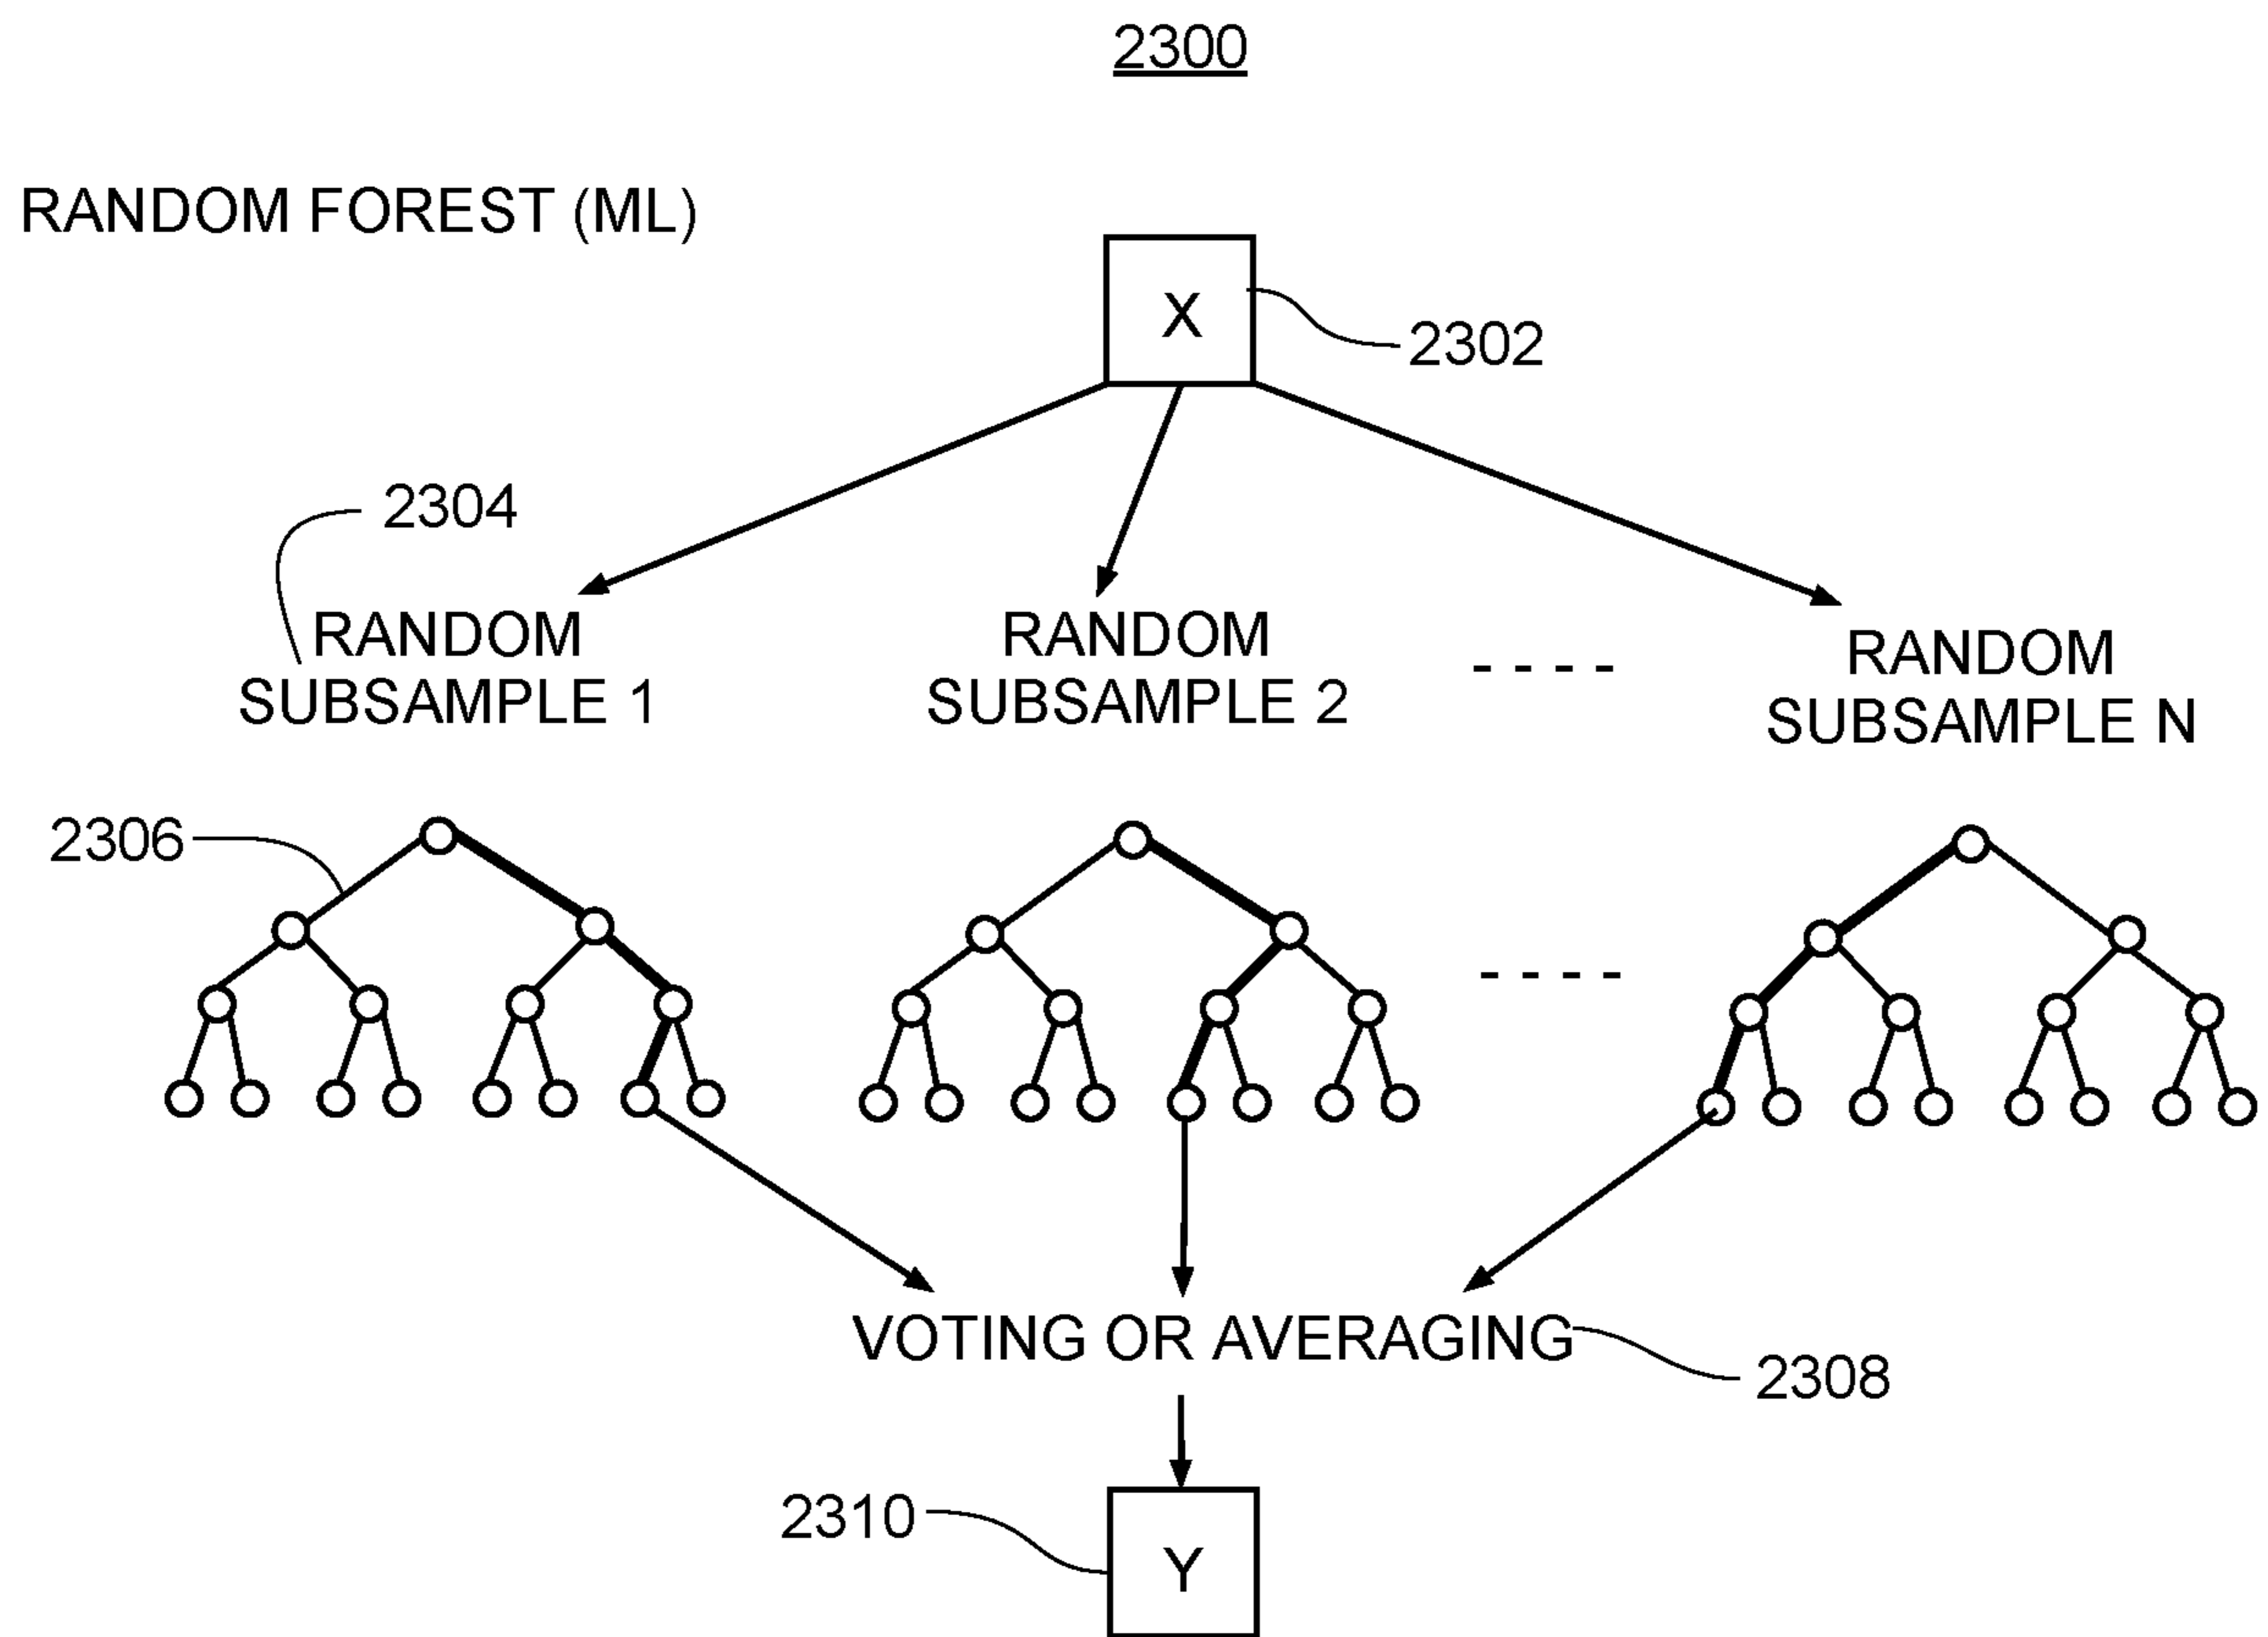 2300
RANDOM FOREST (ML)
X
2302
2304
RANDOM
SUBSAMPLE 1
RANDOM
SUBSAMPLE 2
- - - -
RANDOM
SUBSAMPLE N
2306
- - - -
VOTING OR AVERAGING
2308
2310
Y